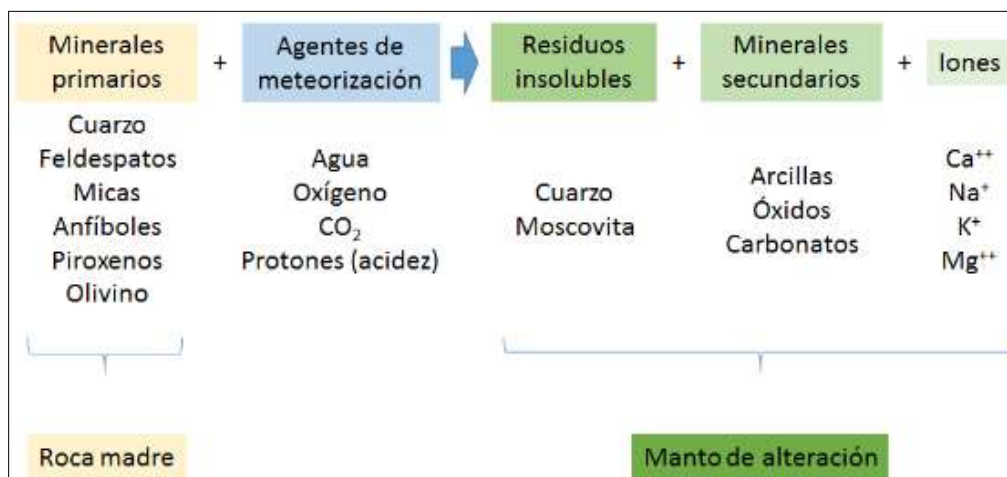 Minerales
primarios
+
Agentes de
meteorización
Residuos
insolubles
+
Minerales
secundarios
+
Iones
Cuarzo
Feldespatos
Micas
Anfíboles
Piroxenos
Olivino
Agua
Oxígeno
CO₂
Protones (acidez)
Cuarzo
Moscovita
Arcillas
Óxidos
Carbonatos
Ca⁺⁺
Na⁺
K⁺
Mg⁺⁺
Roca madre
Manto de alteración